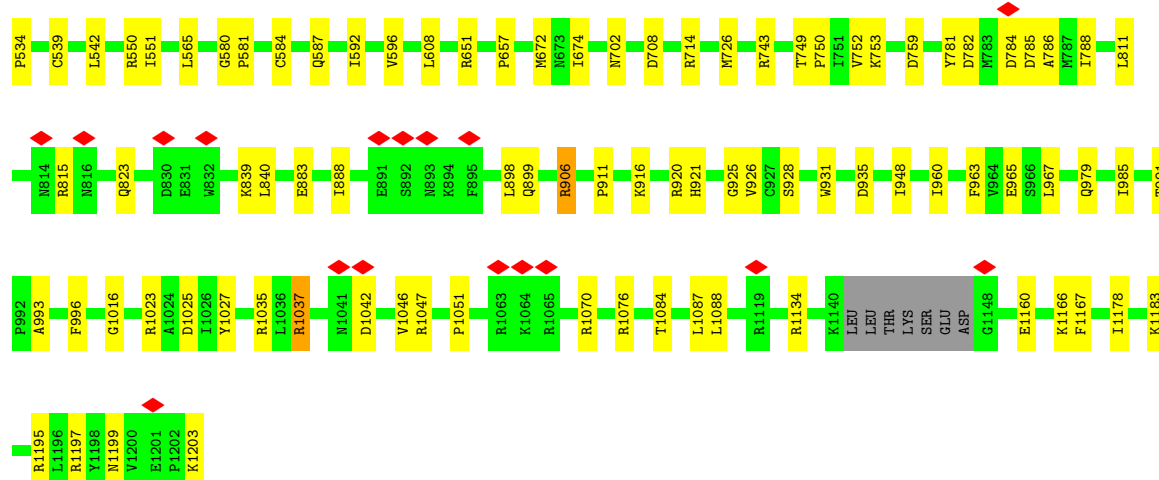 P534 C539 L542 R550 I551 L565 G580 P581 C584 Q587 I592 V596 L608 R651 P657 M672 N673 I674 N702 D708 R714 M726 R743 T749 P750 I751 V752 K753 D759 Y781 D782 M783 D784 D785 A786 M787 I788 L811
N814 R815 N816 Q823 D830 E831 W832 K839 L840 E883 I888 E891 S892 N893 K894 F895 L898 Q899 R906 P911 K916 R920 H921 G925 V926 C927 S928 W931 D935 I948 I960 F963 V964 E965 S966 L967 Q979 I985
P992 A993 F996 G1016 R1023 A1024 D1025 I1026 Y1027 R1035 L1036 R1037 N1041 D1042 V1046 R1047 P1051 R1063 K1064 R1065 R1070 R1076 T1084 L1087 L1088 R1119 R1134 K1140 LEU LEU THR LYS SER GLU ASP G1148 E1160 K1166 F1167 I1178 K1183
R1195 L1196 R1197 Y1198 N1199 V1200 E1201 P1202 K1203